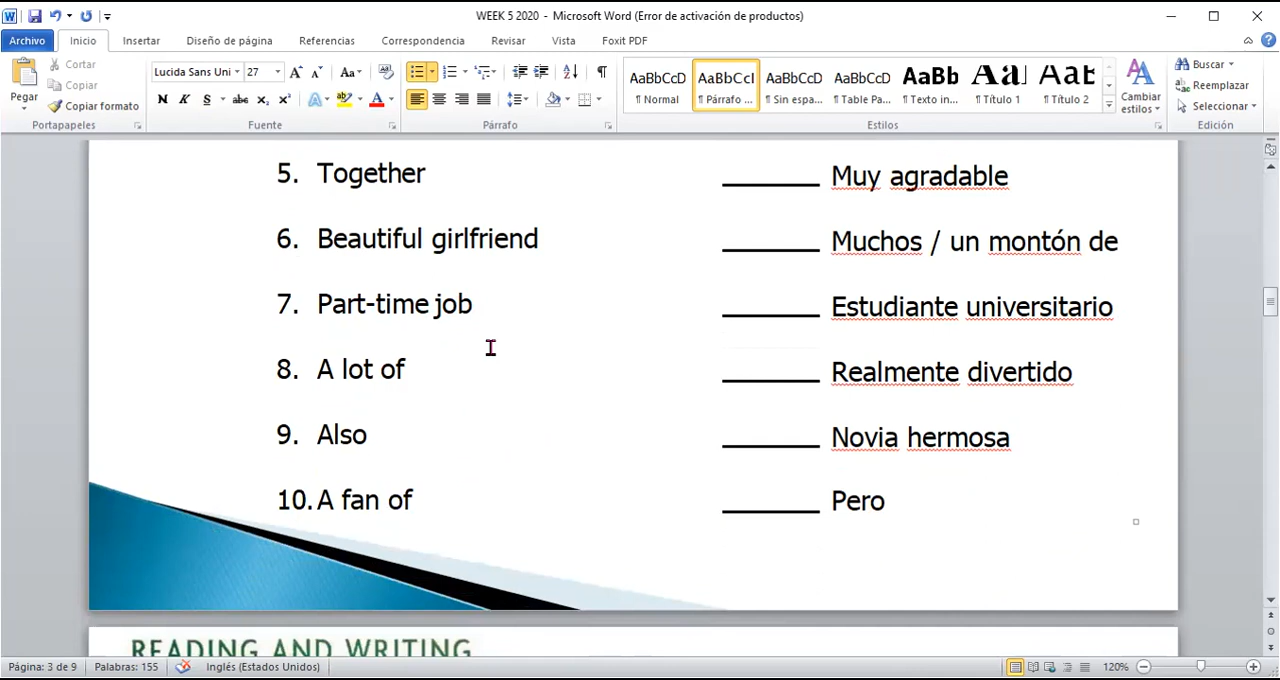 WEEK 5 2020 - Microsoft Word (Error de activación de productos)
Archivo Inicio Insertar Diseño de página Referencias Correspondencia Revisar Vista Foxit PDF
Pegar
Cortar
Copiar
Copiar formato
Portapapeles
Lucida Sans Uni 27
Fuente
Párrafo
AaBbCcD AaBbCcI AaBbCcD AaBbCcD AaBb AaI Aat
¶ Normal ¶ Párrafo ... ¶ Sin espa... ¶ Table Pa... ¶ Texto in... ¶ Título 1 ¶ Título 2
Cambiar estilos
Estilos
Buscar
Reemplazar
Seleccionar
Edición
5. Together ________ Muy agradable
6. Beautiful girlfriend ________ Muchos / un montón de
7. Part-time job ________ Estudiante universitario
8. A lot of ________ Realmente divertido
9. Also ________ Novia hermosa
10. A fan of ________ Pero
READING AND WRITING
Página: 3 de 9 Palabras: 155 Inglés (Estados Unidos) 120%